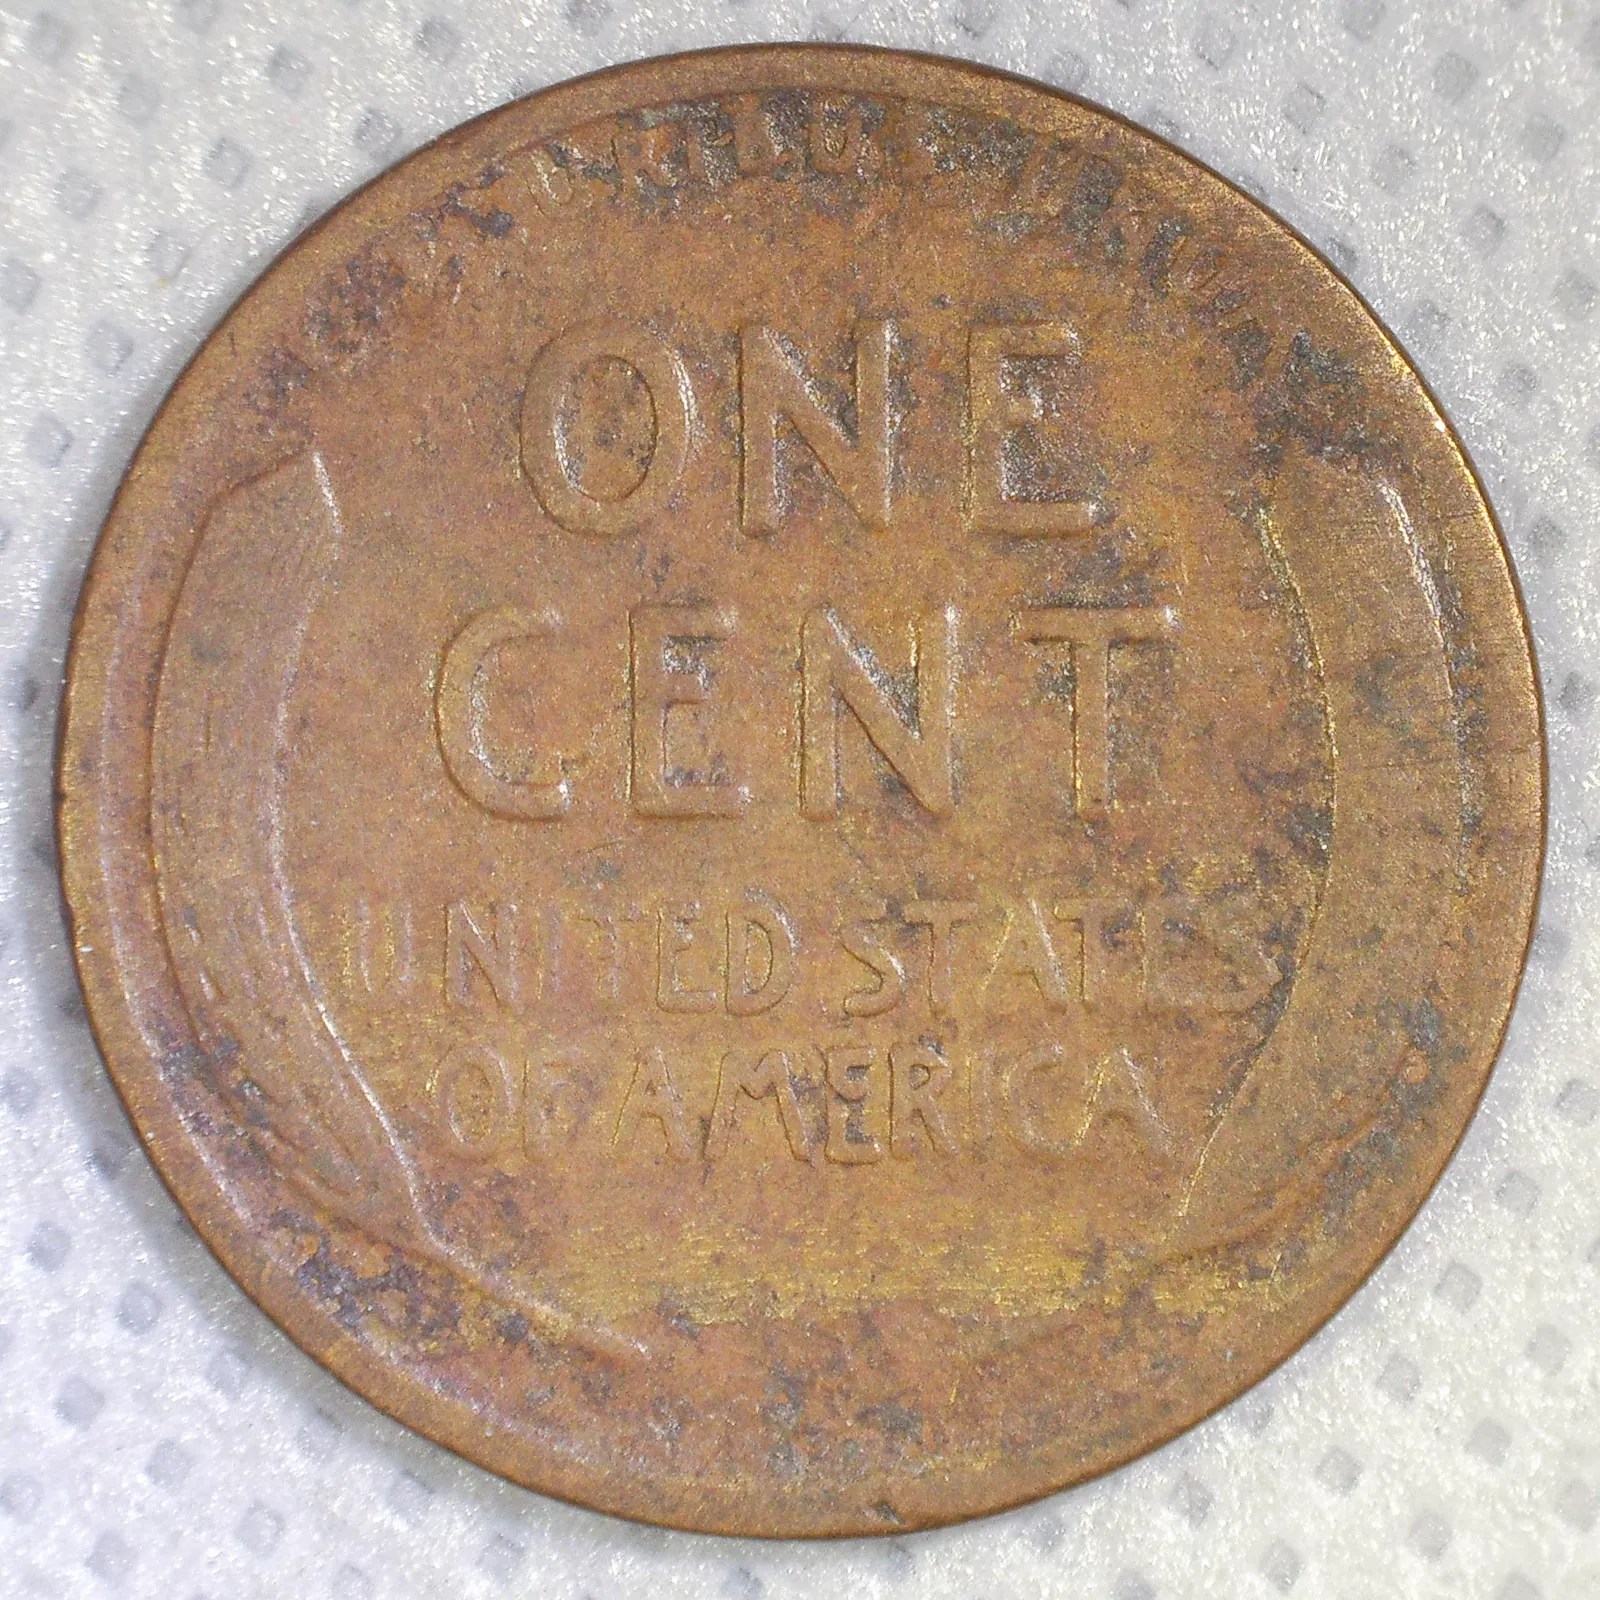 ONE
CENT
UNITED STATES
OF AMERICA